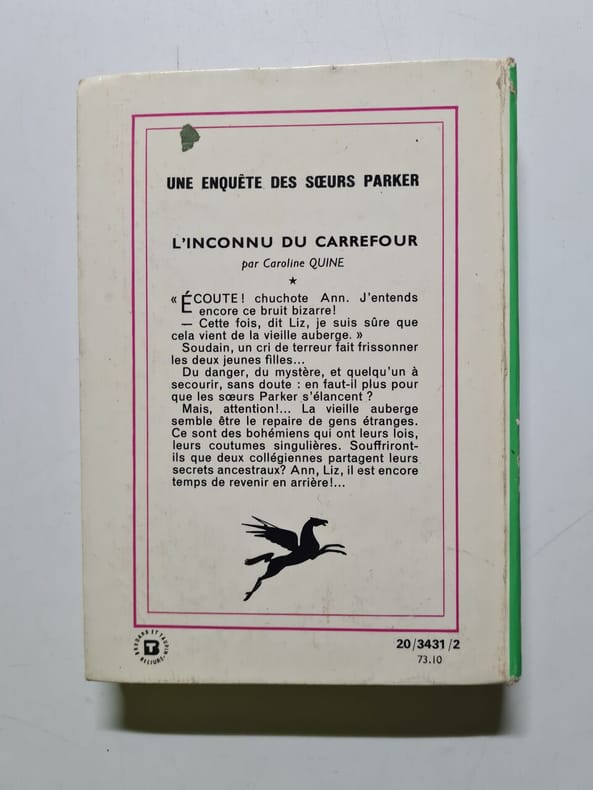 UNE ENQUÊTE DES SŒURS PARKER
L'INCONNU DU CARREFOUR
par Caroline QUINE
« ÉCOUTE! chuchote Ann. J'entends
encore ce bruit bizarre!
— Cette fois, dit Liz, je suis sûre que
cela vient de la vieille auberge. »
Soudain, un cri de terreur fait frissonner
les deux jeunes filles...
Du danger, du mystère, et quelqu'un à
secourir, sans doute : en faut-il plus pour
que les sœurs Parker s'élancent ?
Mais, attention!... La vieille auberge
semble être le repaire de gens étranges.
Ce sont des bohémiens qui ont leurs lois,
leurs coutumes singulières. Souffriront-
ils que deux collégiennes partagent leurs
secrets ancestraux? Ann, Liz, il est encore
temps de revenir en arrière!...
BRODARD ET TAUPIN
BT
RELIURE
20/3431/2
73.10